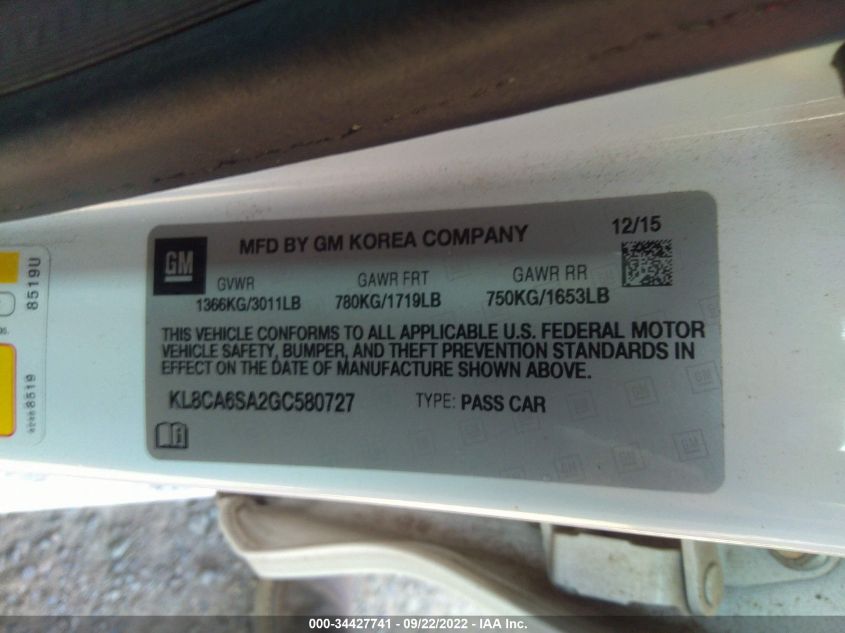 GM
MFD BY GM KOREA COMPANY
12/15
GVWR
GAWR FRT
GAWR RR
1366KG/3011LB
780KG/1719LB
750KG/1653LB
THIS VEHICLE CONFORMS TO ALL APPLICABLE U.S. FEDERAL MOTOR
VEHICLE SAFETY, BUMPER, AND THEFT PREVENTION STANDARDS IN
EFFECT ON THE DATE OF MANUFACTURE SHOWN ABOVE.
KL8CA6SA2GC580727
TYPE: PASS CAR
8519U
000-34427741 - 09/22/2022 - IAA Inc.